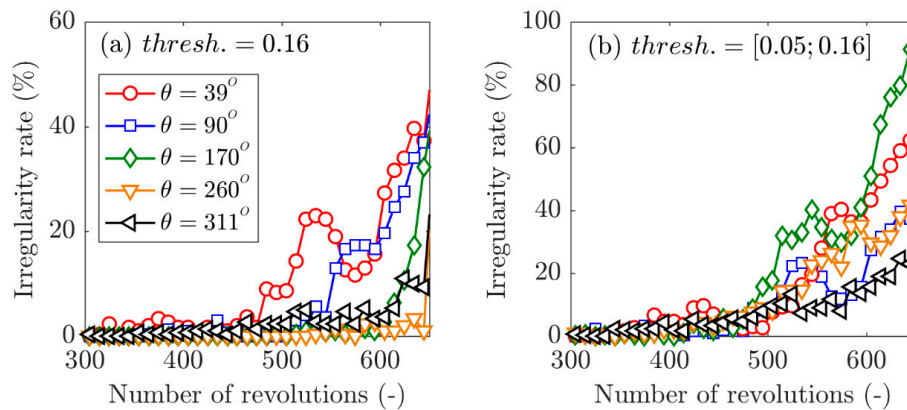 (a) thresh. = 0.16
60
40
20
0
Irregularity rate (%)
θ = 39°
θ = 90°
θ = 170°
θ = 260°
θ = 311°
300 400 500 600
Number of revolutions (-)
(b) thresh. = [0.05; 0.16]
100
80
60
40
20
0
Irregularity rate (%)
300 400 500 600
Number of revolutions (-)